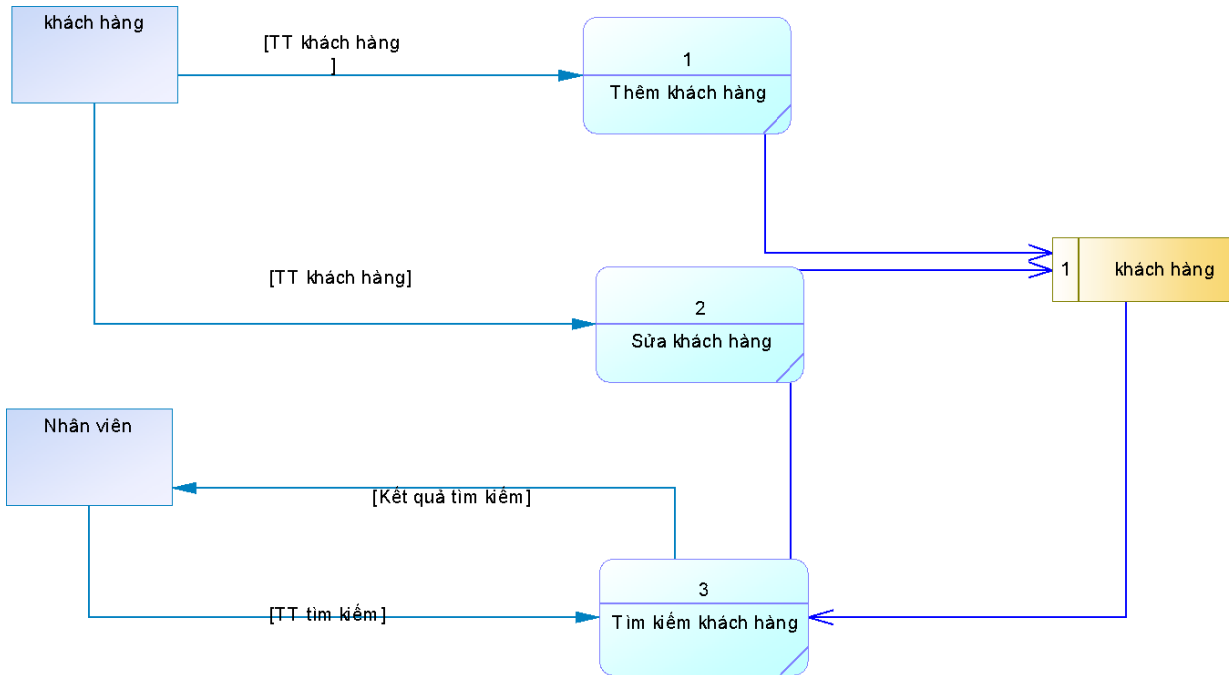 khách hàng
[TT khách hàng
]
1
Thêm khách hàng
1
khách hàng
[TT khách hàng]
2
Sửa khách hàng
Nhân viên
[Kết quả tìm kiếm]
3
[TT tìm kiếm]
Tìm kiếm khách hàng